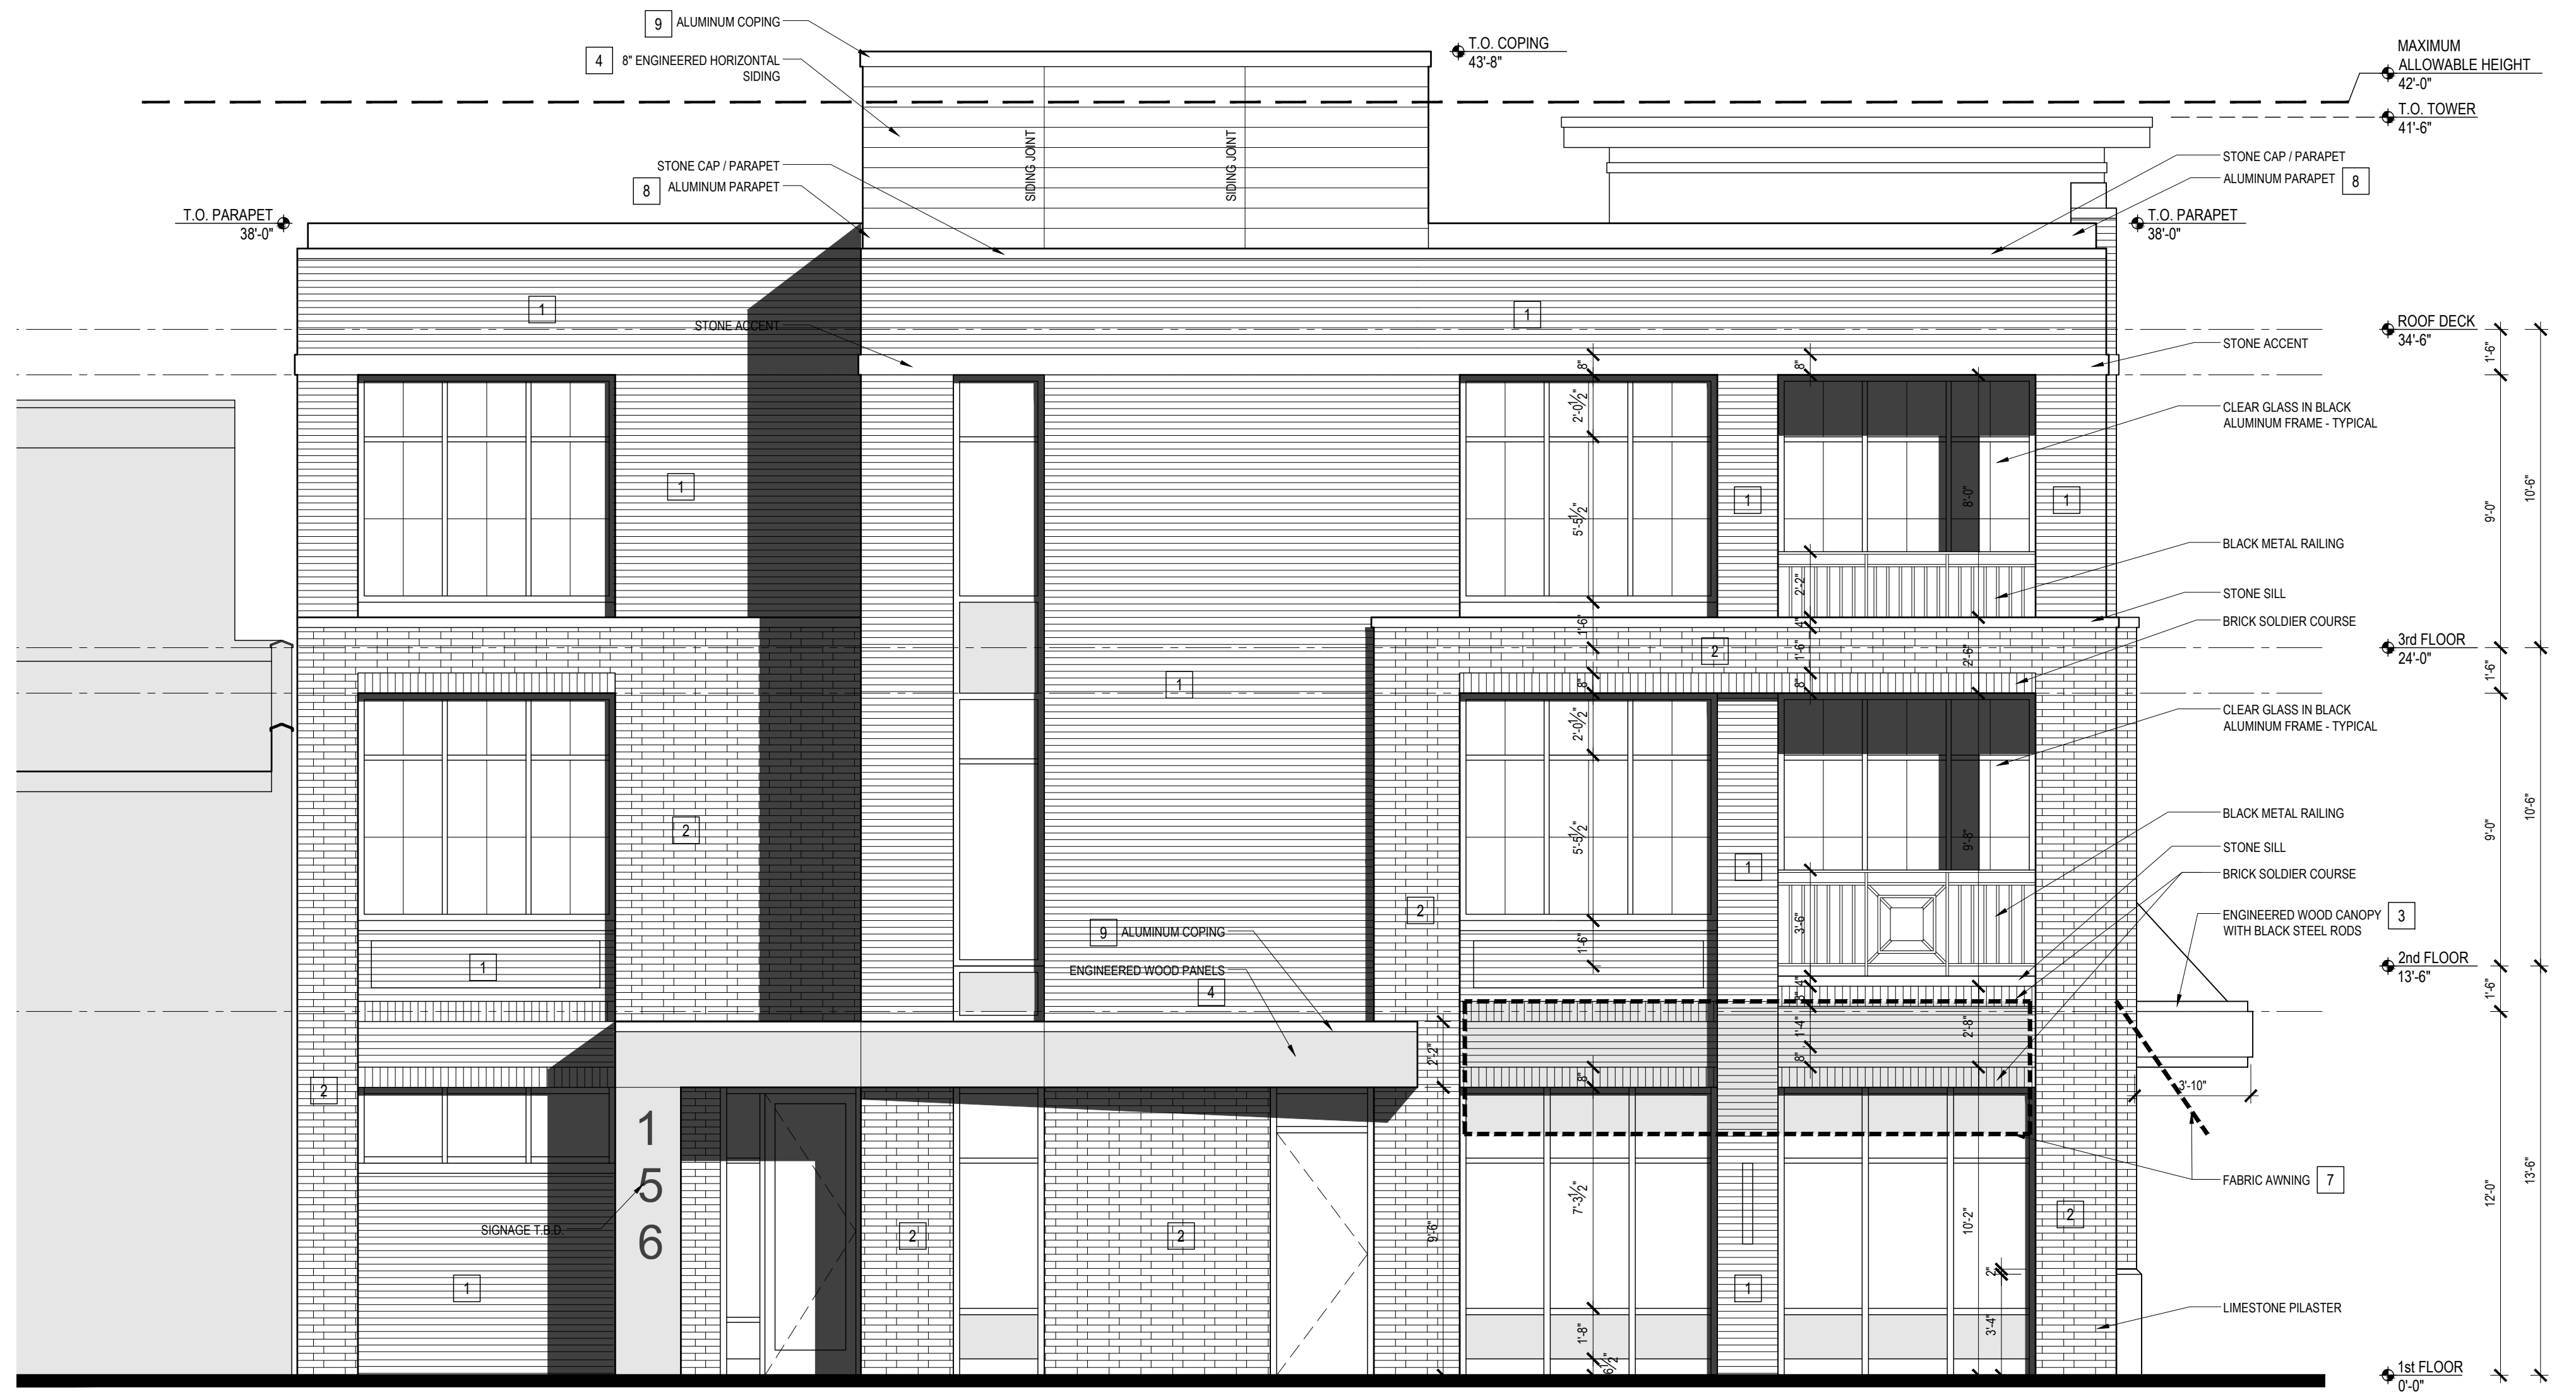 9 ALUMINUM COPING
4 8" ENGINEERED HORIZONTAL
SIDING
T.O. COPING
43'-8"
MAXIMUM
ALLOWABLE HEIGHT
42'-0"
T.O. TOWER
41'-6"
SIDING JOINT
SIDING JOINT
STONE CAP / PARAPET
8 ALUMINUM PARAPET
STONE CAP / PARAPET
ALUMINUM PARAPET 8
T.O. PARAPET
38'-0"
T.O. PARAPET
38'-0"
1
1
STONE ACCENT
ROOF DECK
34'-6"
STONE ACCENT
8"
8"
1'-6"
2'-0½"
CLEAR GLASS IN BLACK
ALUMINUM FRAME - TYPICAL
1
1
1
5'-5½"
8'-0"
9'-0"
10'-6"
BLACK METAL RAILING
2'-2"
STONE SILL
BRICK SOLDIER COURSE
4"
1'-6"
1'-6"
2
2'-6"
3rd FLOOR
24'-0"
1'-6"
1
8"
8"
2'-0½"
CLEAR GLASS IN BLACK
ALUMINUM FRAME - TYPICAL
2
5'-5½"
9'-8"
9'-0"
10'-6"
BLACK METAL RAILING
STONE SILL
1
BRICK SOLDIER COURSE
2
3'-6"
9 ALUMINUM COPING
ENGINEERED WOOD CANOPY 3
WITH BLACK STEEL RODS
1'-6"
1
ENGINEERED WOOD PANELS
4
2nd FLOOR
13'-6"
4"
8"
1'-6"
1'-4"
2'-8"
2'-2"
8"
8"
2
3'-10"
1
5
6
SIGNAGE T.B.D.
FABRIC AWNING 7
7'-3½"
9'-6"
10'-2"
12'-0"
13'-6"
2
2
2
1
1
2"
3'-4"
LIMESTONE PILASTER
1'-8"
6½"
1st FLOOR
0'-0"